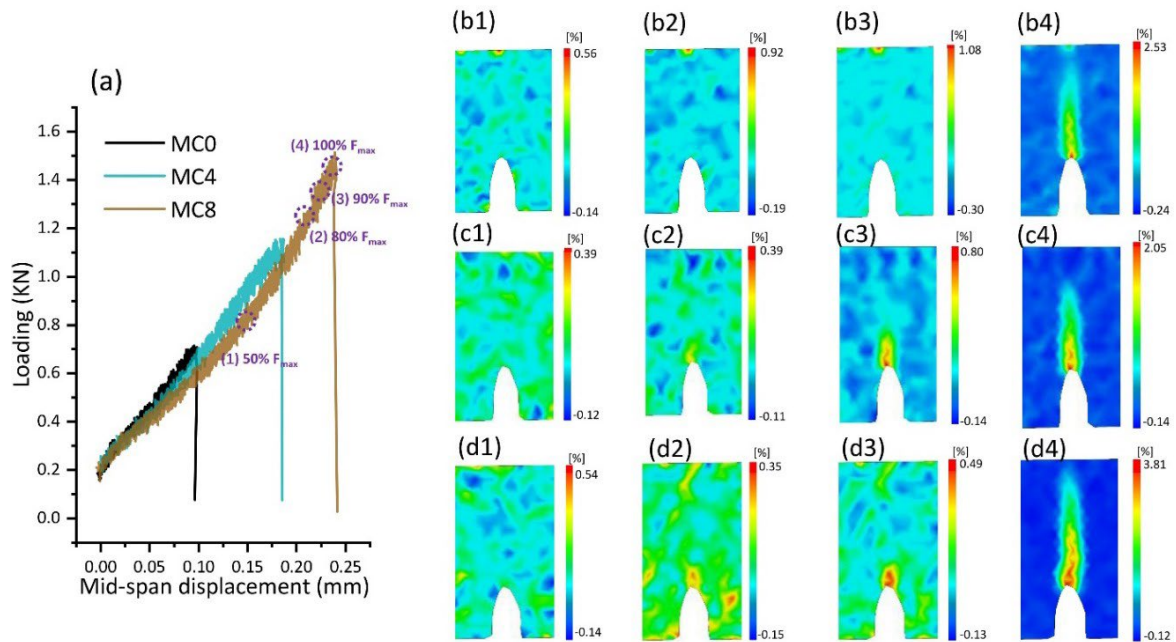 (a)
MC0
MC4
MC8
(4) 100% Fmax
(3) 90% Fmax
(2) 80% Fmax
(1) 50% Fmax
Loading (KN)
1.6
1.4
1.2
1.0
0.8
0.6
0.4
0.2
0.0
0.00 0.05 0.10 0.15 0.20 0.25
Mid-span displacement (mm)
(b1) [%] 0.56 -0.14
(b2) [%] 0.92 -0.19
(b3) [%] 1.08 -0.30
(b4) [%] 2.53 -0.24
(c1) [%] 0.39 -0.12
(c2) [%] 0.39 -0.11
(c3) [%] 0.80 -0.14
(c4) [%] 2.05 -0.14
(d1) [%] 0.54 -0.14
(d2) [%] 0.35 -0.15
(d3) [%] 0.49 -0.13
(d4) [%] 3.81 -0.12